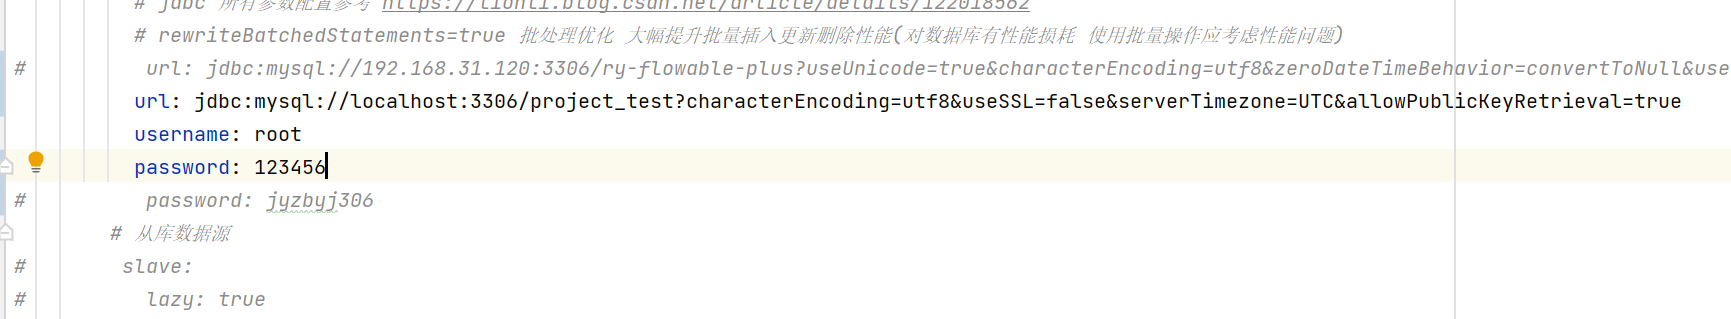 # jdbc 所有参数配置参考 https://lionli.blog.csdn.net/article/details/122018562
# rewriteBatchedStatements=true 批处理优化 大幅提升批量插入更新删除性能(对数据库有性能损耗 使用批量操作应考虑性能问题)
# url: jdbc:mysql://192.168.31.120:3306/ry-flowable-plus?useUnicode=true&characterEncoding=utf8&zeroDateTimeBehavior=convertToNull&use
url: jdbc:mysql://localhost:3306/project_test?characterEncoding=utf8&useSSL=false&serverTimezone=UTC&allowPublicKeyRetrieval=true
username: root
password: 123456
# password: jyzbyj306
# 从库数据源
# slave:
# lazy: true